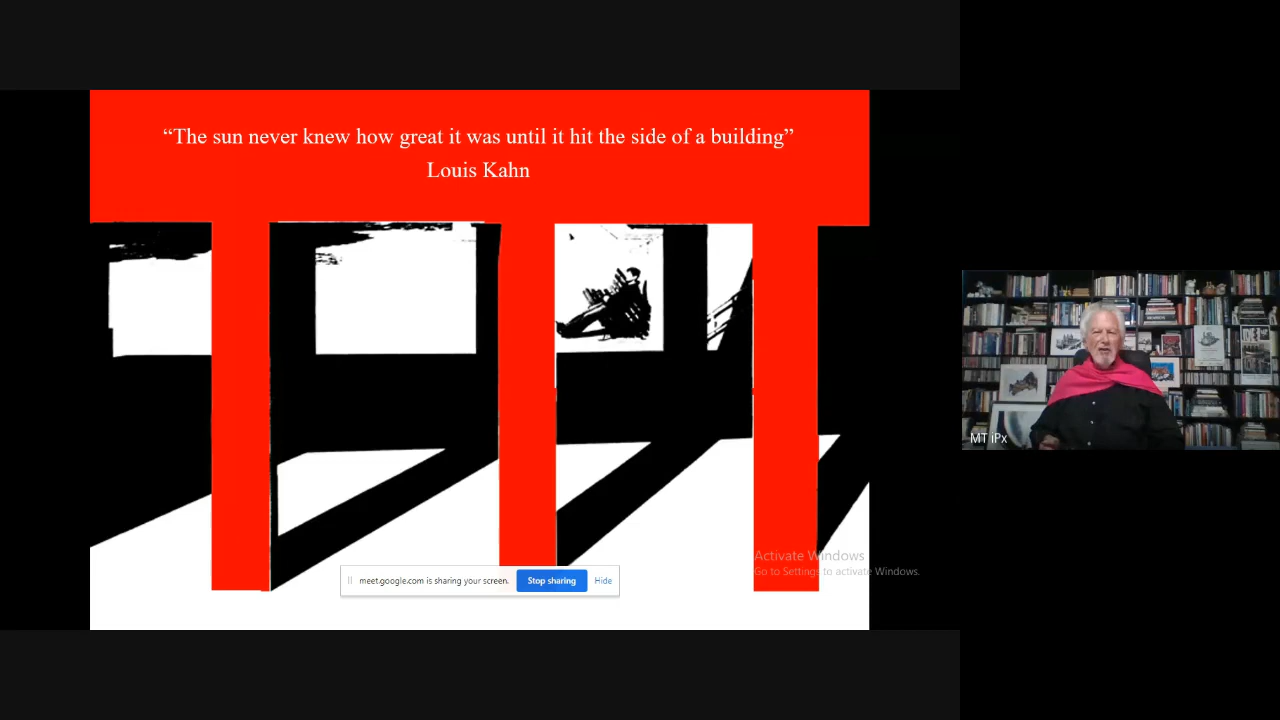 “The sun never knew how great it was until it hit the side of a building”
Louis Kahn
MT iPx
Activate Windows
Go to Settings to activate Windows.
meet.google.com is sharing your screen.
Stop sharing
Hide